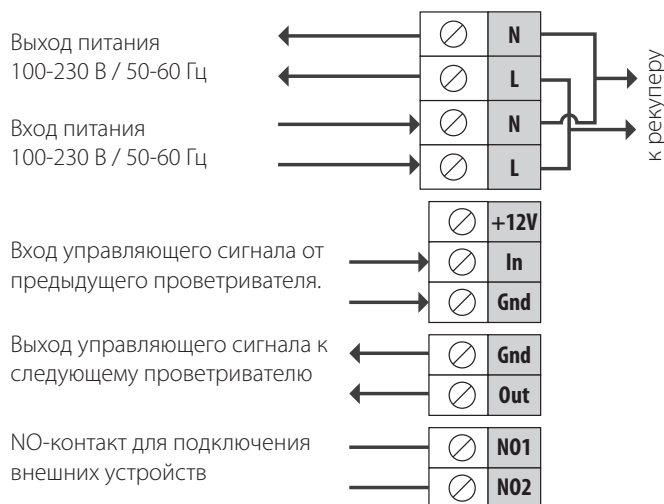 Выход питания
100-230 В / 50-60 Гц
N
L
Вход питания
100-230 В / 50-60 Гц
N
L
к рекуперу
+12V
Вход управляющего сигнала от
предыдущего проветривателя.
In
Gnd
Выход управляющего сигнала к
следующему проветривателю
Gnd
Out
NO-контакт для подключения
внешних устройств
NO1
NO2